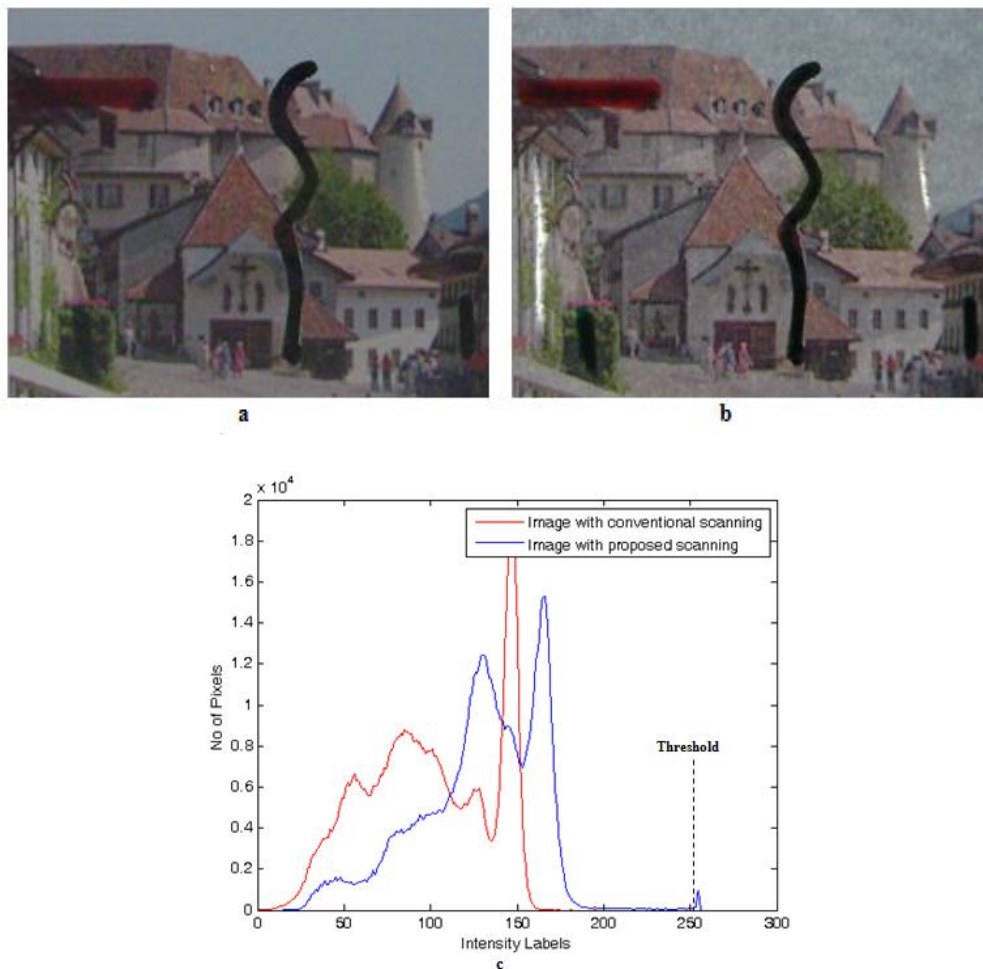 a
b
× 10⁴
2
1.8
1.6
1.4
1.2
1
0.8
0.6
0.4
0.2
0
No of Pixels
Image with conventional scanning
Image with proposed scanning
Threshold
0 50 100 150 200 250 300
Intensity Labels
c